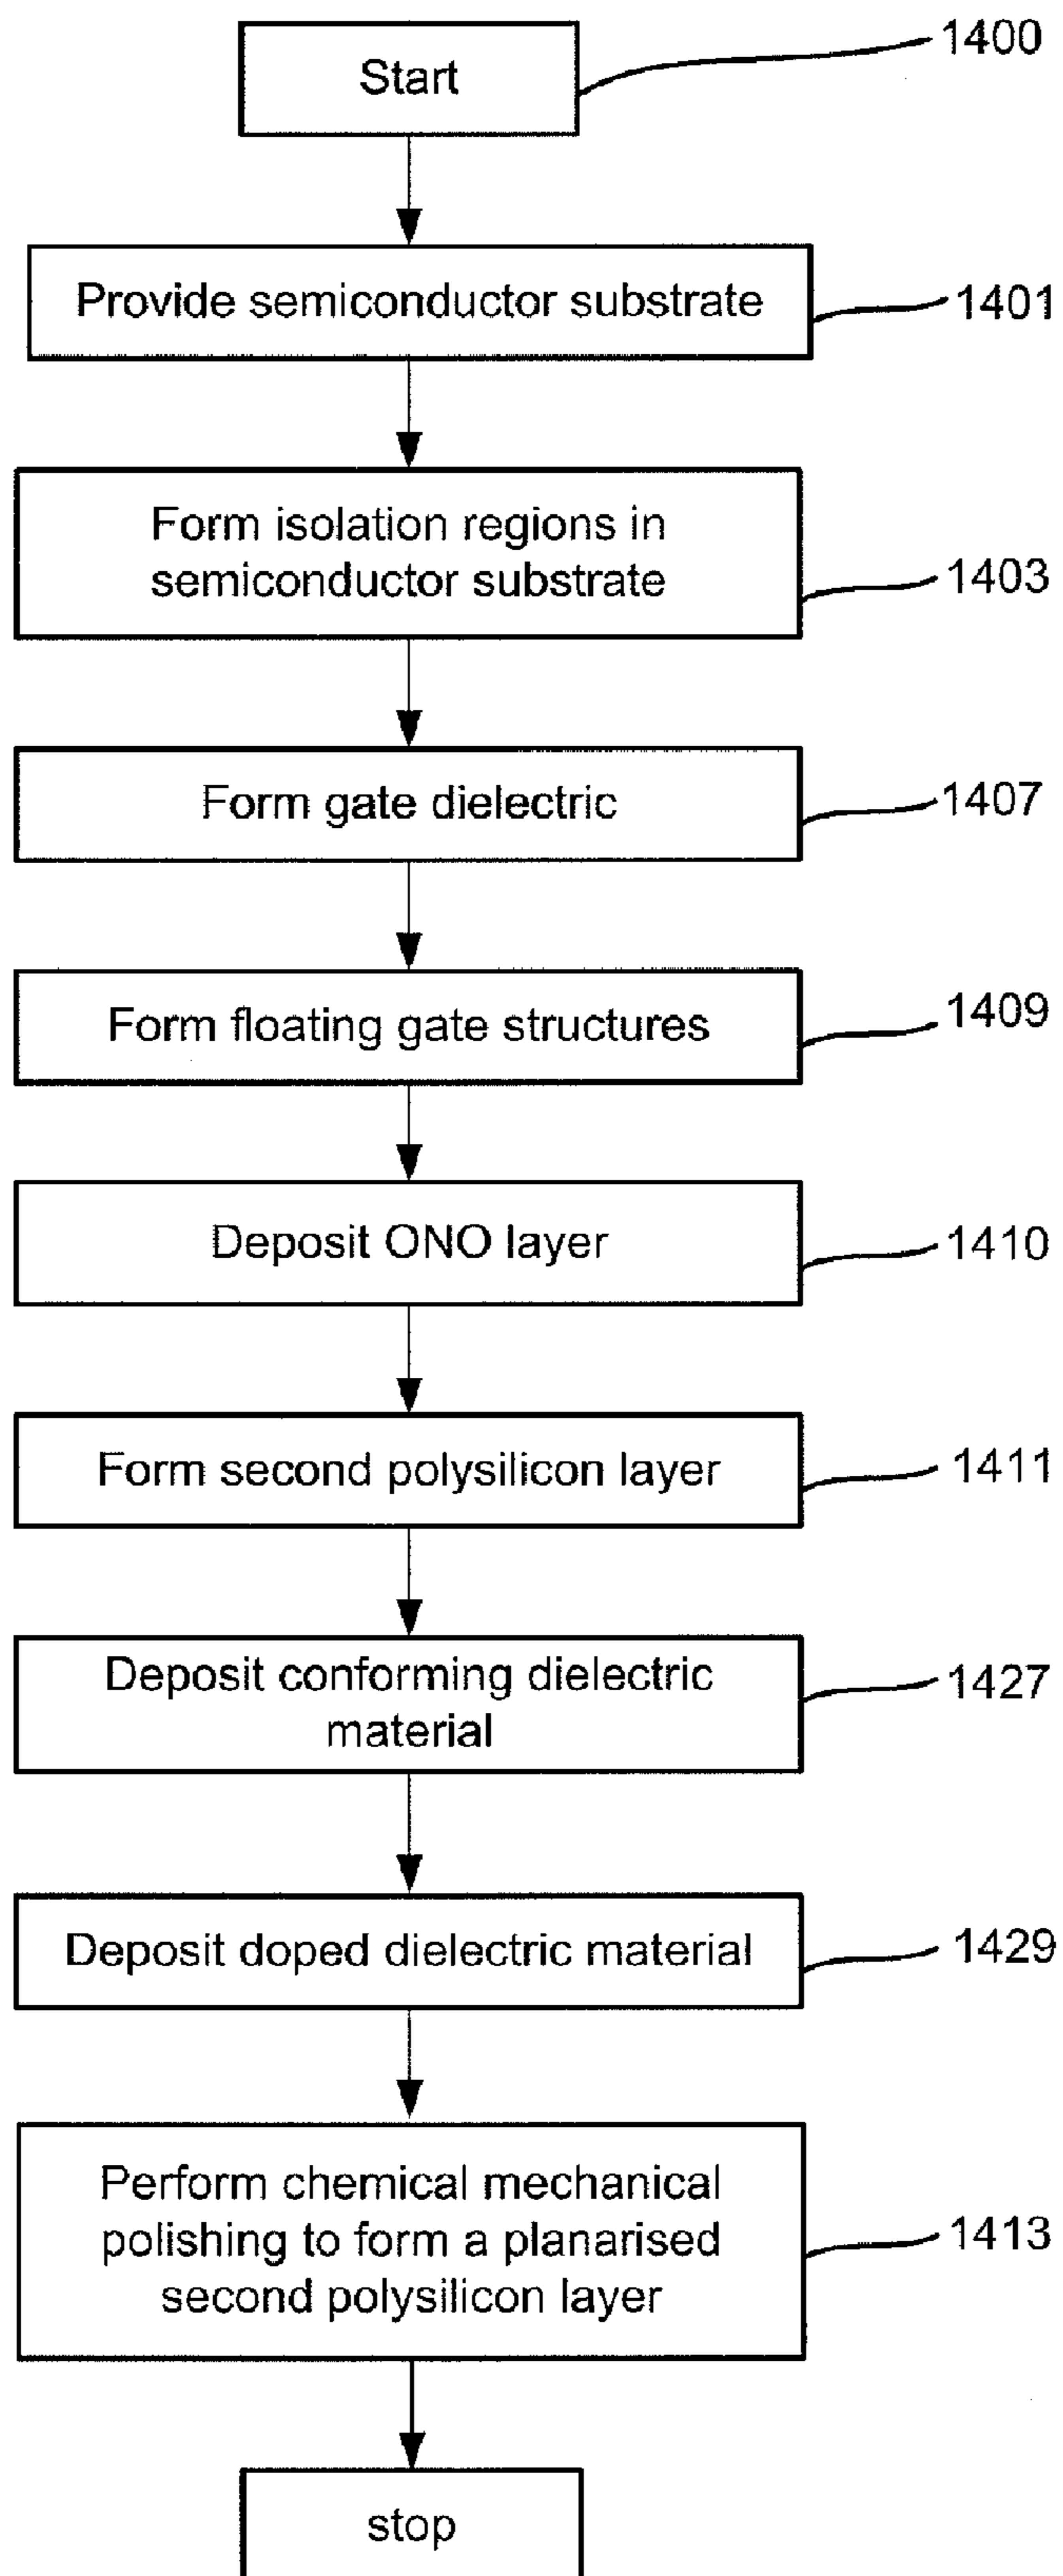 Start
1400
Provide semiconductor substrate
1401
Form isolation regions in
semiconductor substrate
1403
Form gate dielectric
1407
Form floating gate structures
1409
Deposit ONO layer
1410
Form second polysilicon layer
1411
Deposit conforming dielectric
material
1427
Deposit doped dielectric material
1429
Perform chemical mechanical
polishing to form a planarised
second polysilicon layer
1413
stop